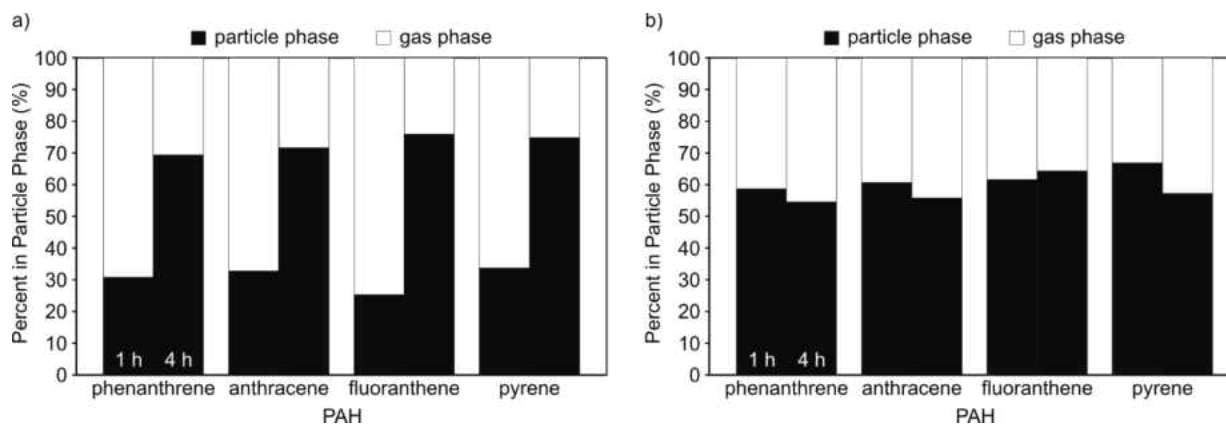 a)
particle phase gas phase
Percent in Particle Phase (%)
100
90
80
70
60
50
40
30
20
10
0
1 h 4 h
phenanthrene anthracene fluoranthene pyrene
PAH
b)
particle phase gas phase
Percent in Particle Phase (%)
100
90
80
70
60
50
40
30
20
10
0
1 h 4 h
phenanthrene anthracene fluoranthene pyrene
PAH